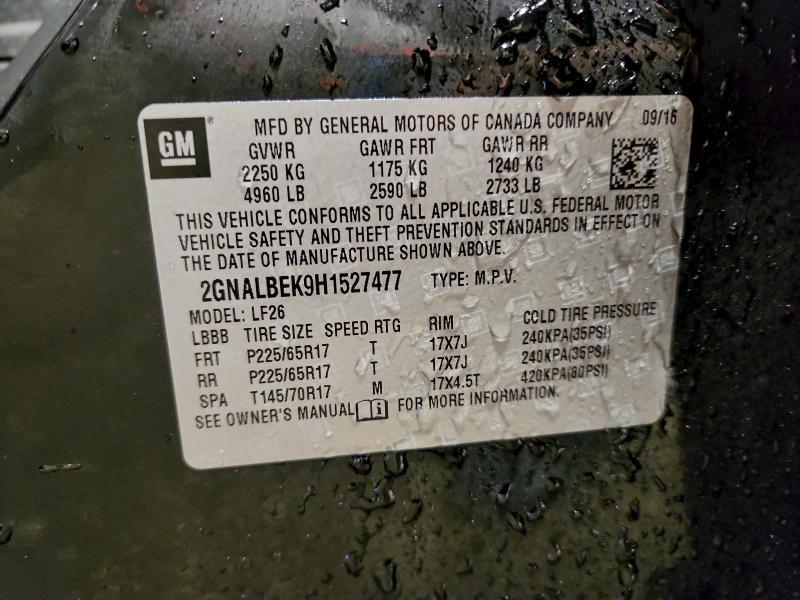 GM
MFD BY GENERAL MOTORS OF CANADA COMPANY 09/16
GVWR GAWR FRT GAWR RR
2250 KG 1175 KG 1240 KG
4960 LB 2590 LB 2733 LB
THIS VEHICLE CONFORMS TO ALL APPLICABLE U.S. FEDERAL MOTOR
VEHICLE SAFETY AND THEFT PREVENTION STANDARDS IN EFFECT ON
THE DATE OF MANUFACTURE SHOWN ABOVE.
2GNALBEK9H1527477 TYPE: M.P.V.
MODEL: LF26
LBBB TIRE SIZE SPEED RTG RIM COLD TIRE PRESSURE
FRT P225/65R17 T 17X7J 240KPA(35PSI)
RR P225/65R17 T 17X7J 240KPA(35PSI)
SPA T145/70R17 M 17X4.5T 420KPA(60PSI)
SEE OWNER'S MANUAL i FOR MORE INFORMATION.